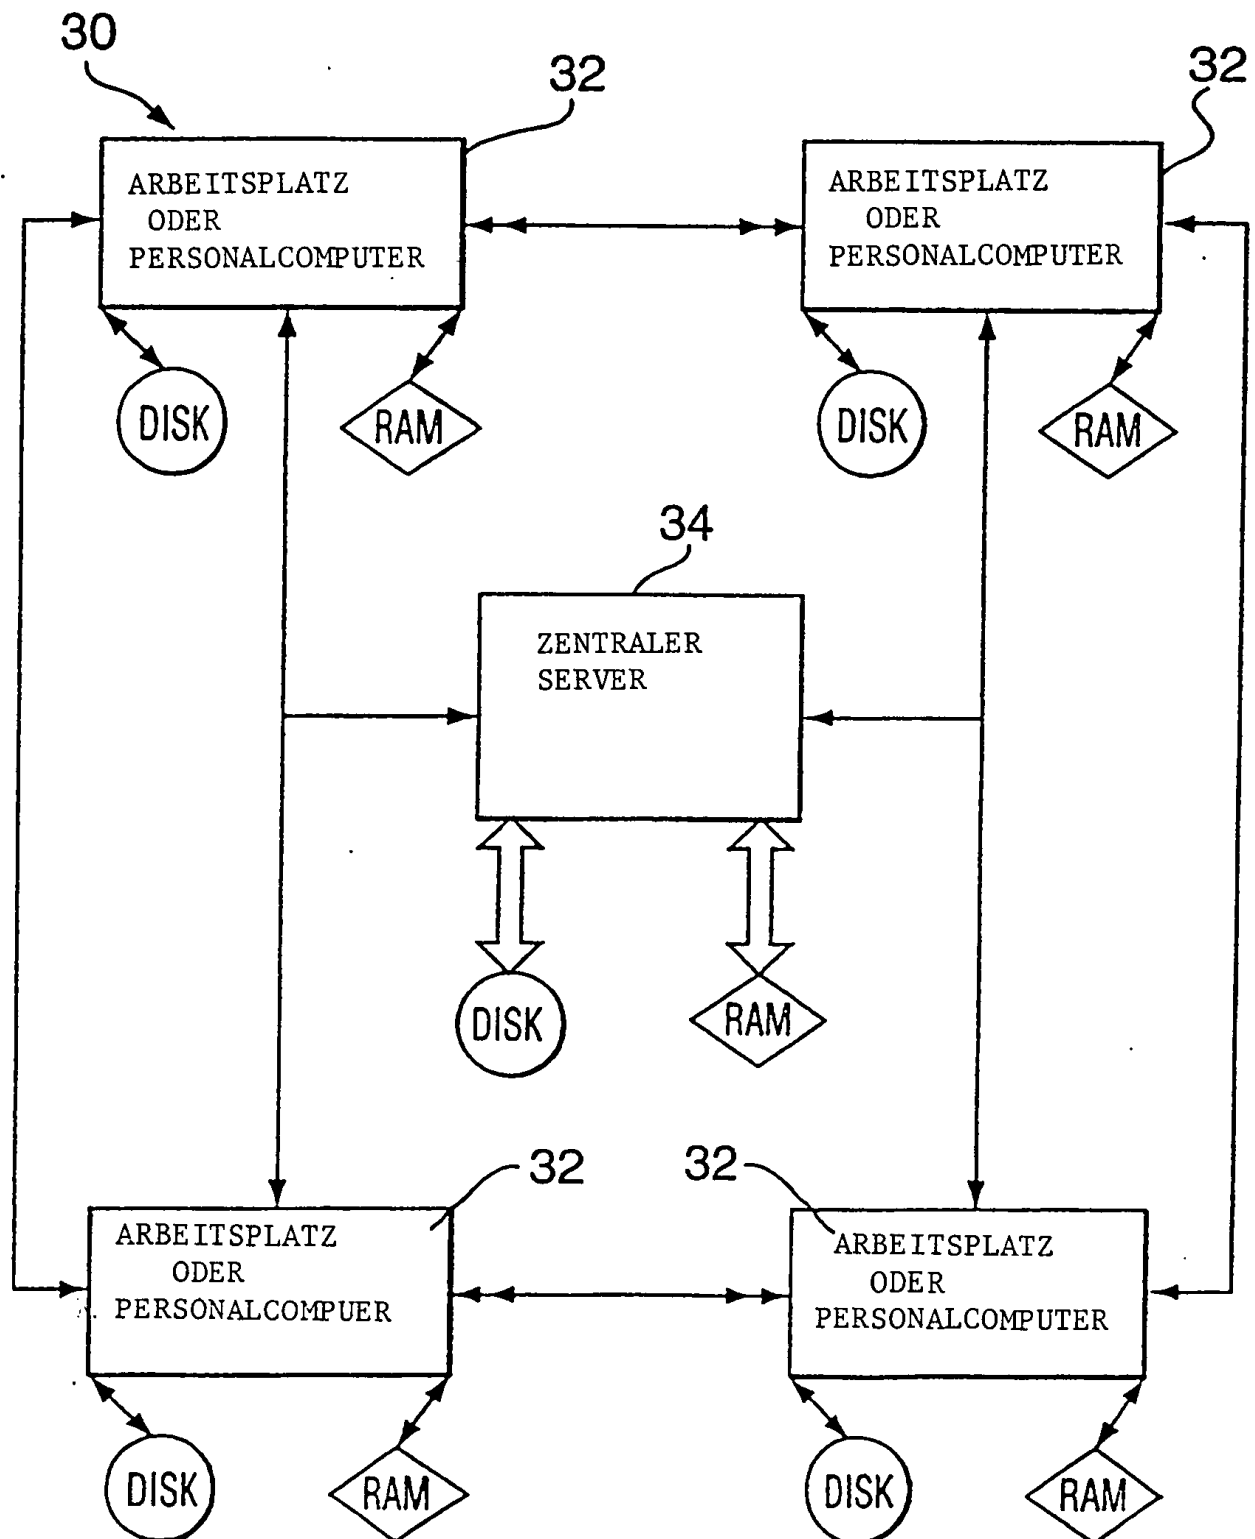 30
32
32
ARBEITSPLATZ
ODER
PERSONALCOMPUTER
ARBEITSPLATZ
ODER
PERSONALCOMPUTER
DISK
RAM
DISK
RAM
34
ZENTRALER
SERVER
DISK
RAM
32
32
ARBEITSPLATZ
ODER
PERSONALCOMPUER
ARBEITSPLATZ
ODER
PERSONALCOMPUTER
DISK
RAM
DISK
RAM